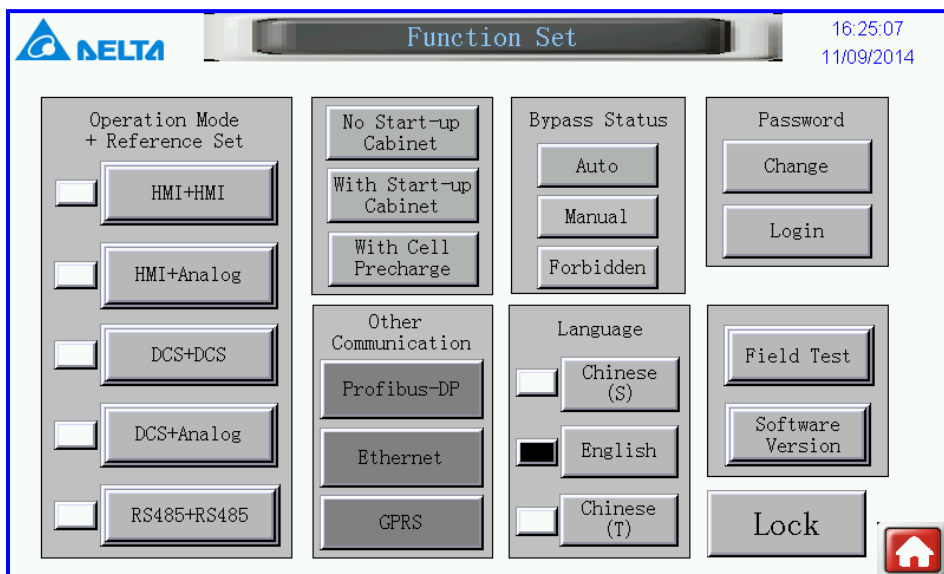 DELTA
Function Set
16:25:07
11/09/2014
Operation Mode
+ Reference Set
HMI+HMI
HMI+Analog
DCS+DCS
DCS+Analog
RS485+RS485
No Start-up
Cabinet
With Start-up
Cabinet
With Cell
Precharge
Bypass Status
Auto
Manual
Forbidden
Password
Change
Login
Other
Communication
Profibus-DP
Ethernet
GPRS
Language
Chinese
(S)
English
Chinese
(T)
Field Test
Software
Version
Lock